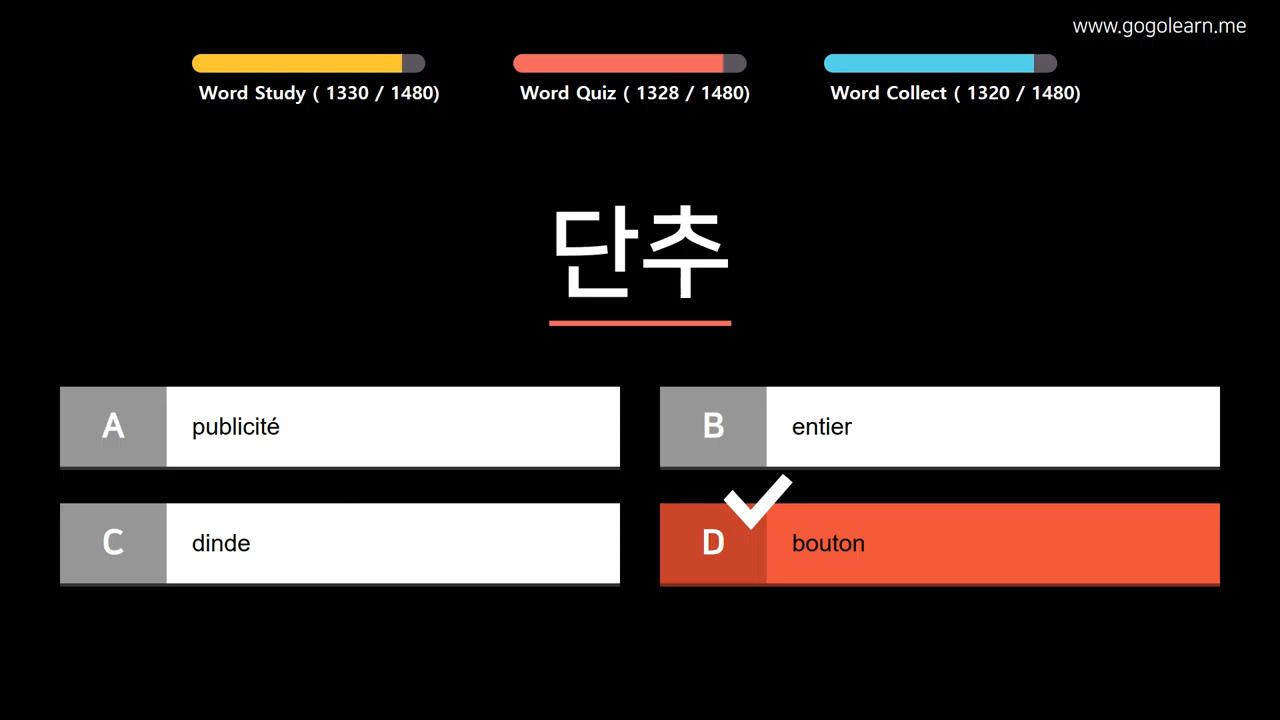 www.gogolearn.me
Word Study ( 1330 / 1480)
Word Quiz ( 1328 / 1480)
Word Collect ( 1320 / 1480)
단추
A publicité
B entier
C dinde
D bouton